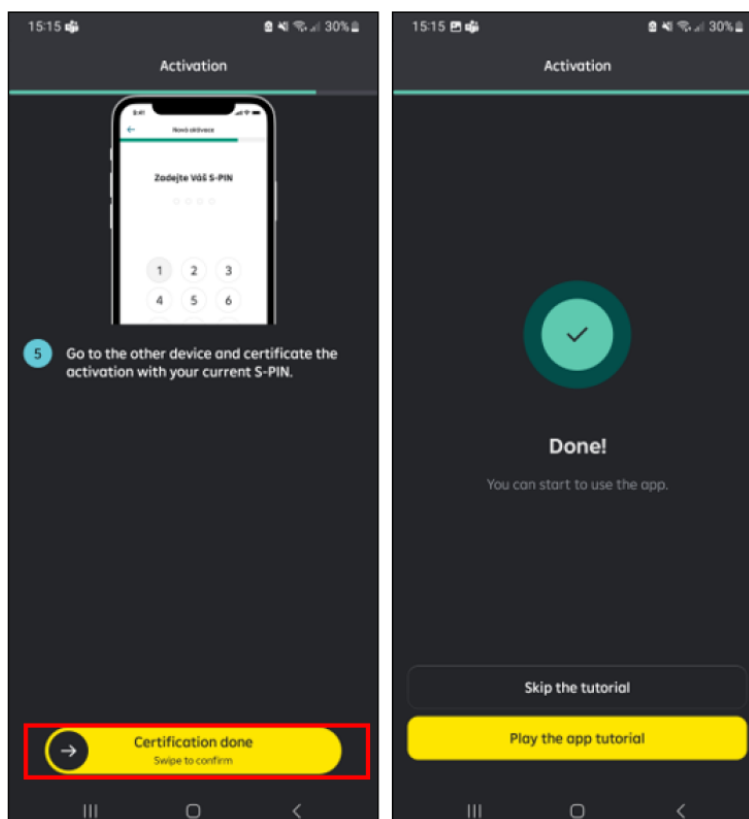 15:15
30%
Activation
9:41
Nová aktivace
Zadejte Váš S-PIN
1 2 3
4 5 6
5
Go to the other device and certificate the
activation with your current S-PIN.
Certification done
Swipe to confirm
15:15
30%
Activation
Done!
You can start to use the app.
Skip the tutorial
Play the app tutorial